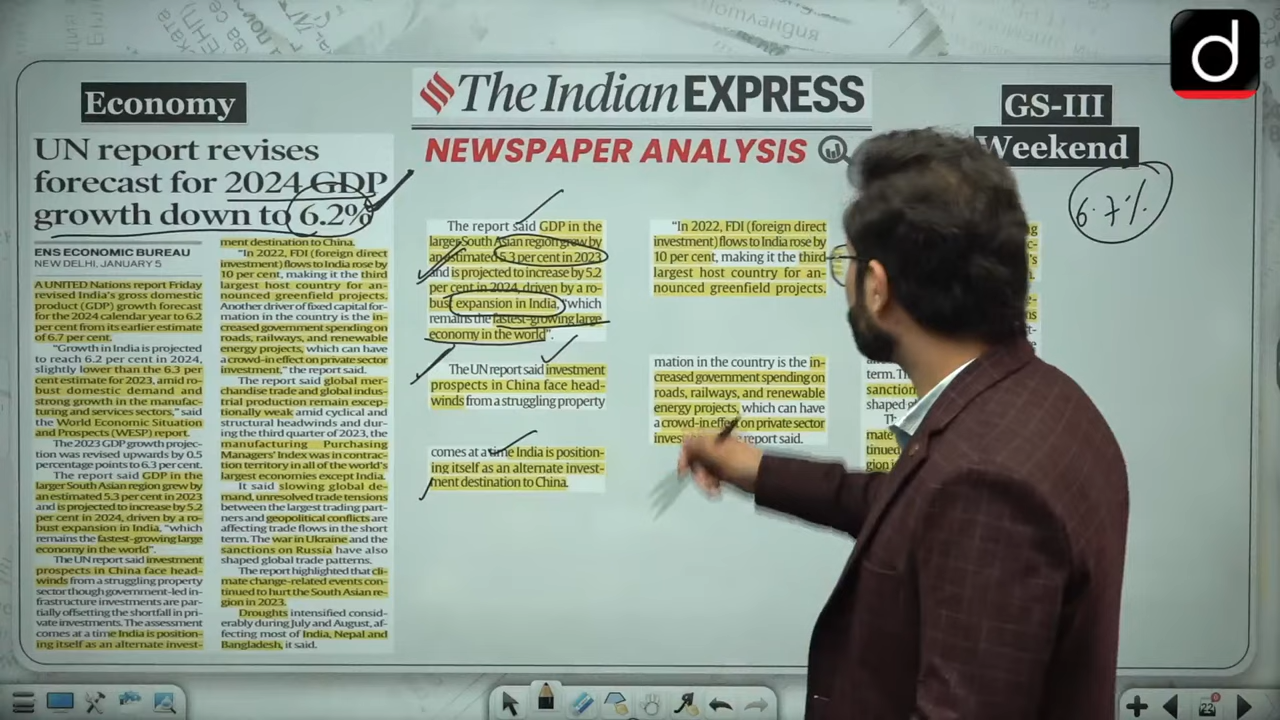 d
Economy
The Indian EXPRESS
NEWSPAPER ANALYSIS
GS-III
Weekend
6.7%
UN report revises
forecast for 2024 GDP
growth down to 6.2%
ENS ECONOMIC BUREAU
NEW DELHI, JANUARY 5
A UNITED Nations report Friday
revised India's gross domestic
product (GDP) growth forecast
for the 2024 calendar year to 6.2
per cent from its earlier estimate
of 6.7 per cent.
"Growth in India is projected
to reach 6.2 per cent in 2024,
slightly lower than the 6.3 per
cent estimate for 2023, amid ro-
bust domestic demand and
strong growth in the manufac-
turing and services sectors," said
the World Economic Situation
and Prospects (WESP) report.
The 2023 GDP growth projec-
tion was revised upwards by 0.5
percentage points to 6.3 per cent.
The report said GDP in the
larger South Asian region grew by
an estimated 5.3 per cent in 2023
and is projected to increase by 5.2
per cent in 2024, driven by a ro-
bust expansion in India, "which
remains the fastest-growing large
economy in the world".
The UN report said investment
prospects in China face head-
winds from a struggling property
sector though government-led in-
frastructure investments are par-
tially offsetting the shortfall in pri-
vate investments. The assessment
comes at a time India is position-
ing itself as an alternate invest-
ment destination to China.
"In 2022, FDI (foreign direct
investment) flows to India rose by
10 per cent, making it the third
largest host country for an-
nounced greenfield projects.
Another driver of fixed capital for-
mation in the country is the in-
creased government spending on
roads, railways, and renewable
energy projects, which can have
a crowd-in effect on private sector
investment," the report said.
The report said global mer-
chandise trade and global indus-
trial production remain excep-
tionally weak amid cyclical and
structural headwinds and dur-
ing the third quarter of 2023, the
manufacturing Purchasing
Managers' Index was in contrac-
tion territory in all of the world's
largest economies except India.
It said slowing global de-
mand, unresolved trade tensions
between the largest trading part-
ners and geopolitical conflicts are
affecting trade flows in the short
term. The war in Ukraine and the
sanctions on Russia have also
shaped global trade patterns.
The report highlighted that cli-
mate change-related events con-
tinued to hurt the South Asian re-
gion in 2023.
Droughts intensified consid-
erably during July and August, af-
fecting most of India, Nepal and
Bangladesh, it said.
The report said GDP in the
larger South Asian region grew by
an estimated 5.3 per cent in 2023
and is projected to increase by 5.2
per cent in 2024, driven by a ro-
bust expansion in India, "which
remains the fastest-growing large
economy in the world".
The UN report said investment
prospects in China face head-
winds from a struggling property
comes at a time India is position-
ing itself as an alternate invest-
ment destination to China.
"In 2022, FDI (foreign direct
investment) flows to India rose by
10 per cent, making it the third
largest host country for an-
nounced greenfield projects.
mation in the country is the in-
creased government spending on
roads, railways, and renewable
energy projects, which can have
a crowd-in effect on private sector
report said.
term. Th
sanction
shaped g
Th
mate
tinued
gion i
23